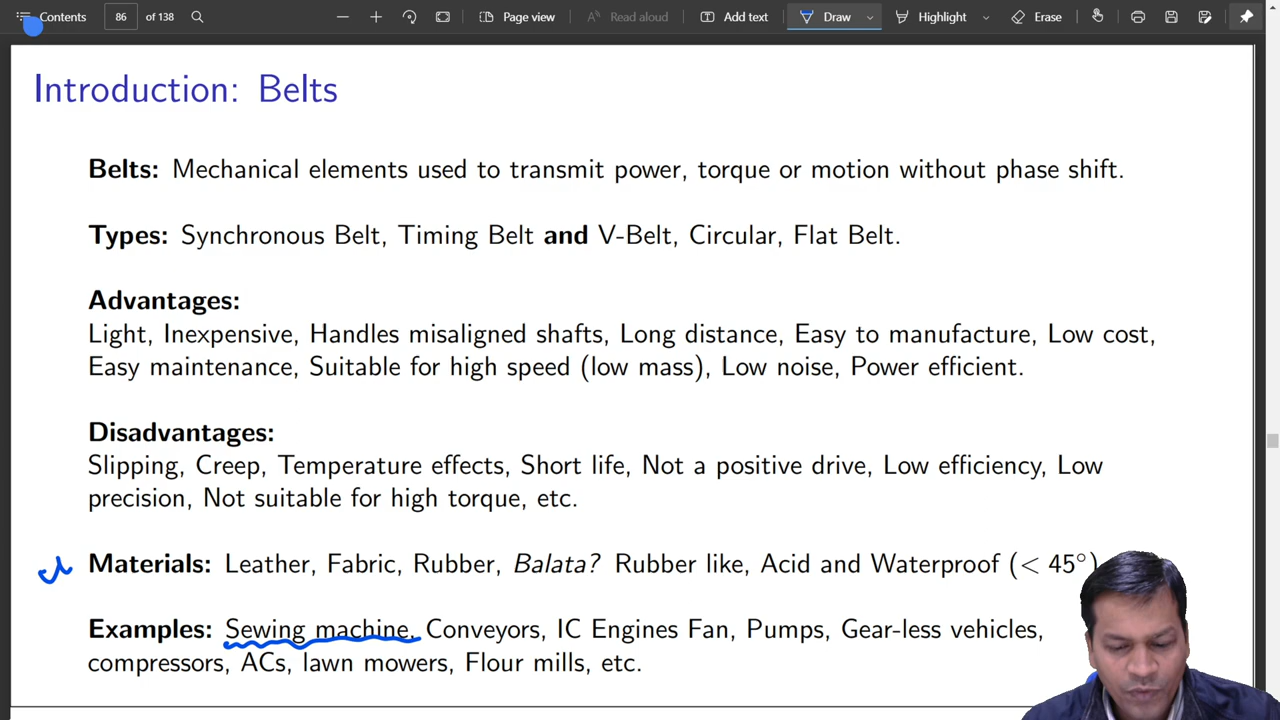 Contents 86 of 138 Page view Read aloud Add text Draw Highlight Erase
Introduction: Belts
Belts: Mechanical elements used to transmit power, torque or motion without phase shift.
Types: Synchronous Belt, Timing Belt and V-Belt, Circular, Flat Belt.
Advantages:
Light, Inexpensive, Handles misaligned shafts, Long distance, Easy to manufacture, Low cost,
Easy maintenance, Suitable for high speed (low mass), Low noise, Power efficient.
Disadvantages:
Slipping, Creep, Temperature effects, Short life, Not a positive drive, Low efficiency, Low
precision, Not suitable for high torque, etc.
Materials: Leather, Fabric, Rubber, Balata? Rubber like, Acid and Waterproof (< 45°)
Examples: Sewing machine, Conveyors, IC Engines Fan, Pumps, Gear-less vehicles,
compressors, ACs, lawn mowers, Flour mills, etc.